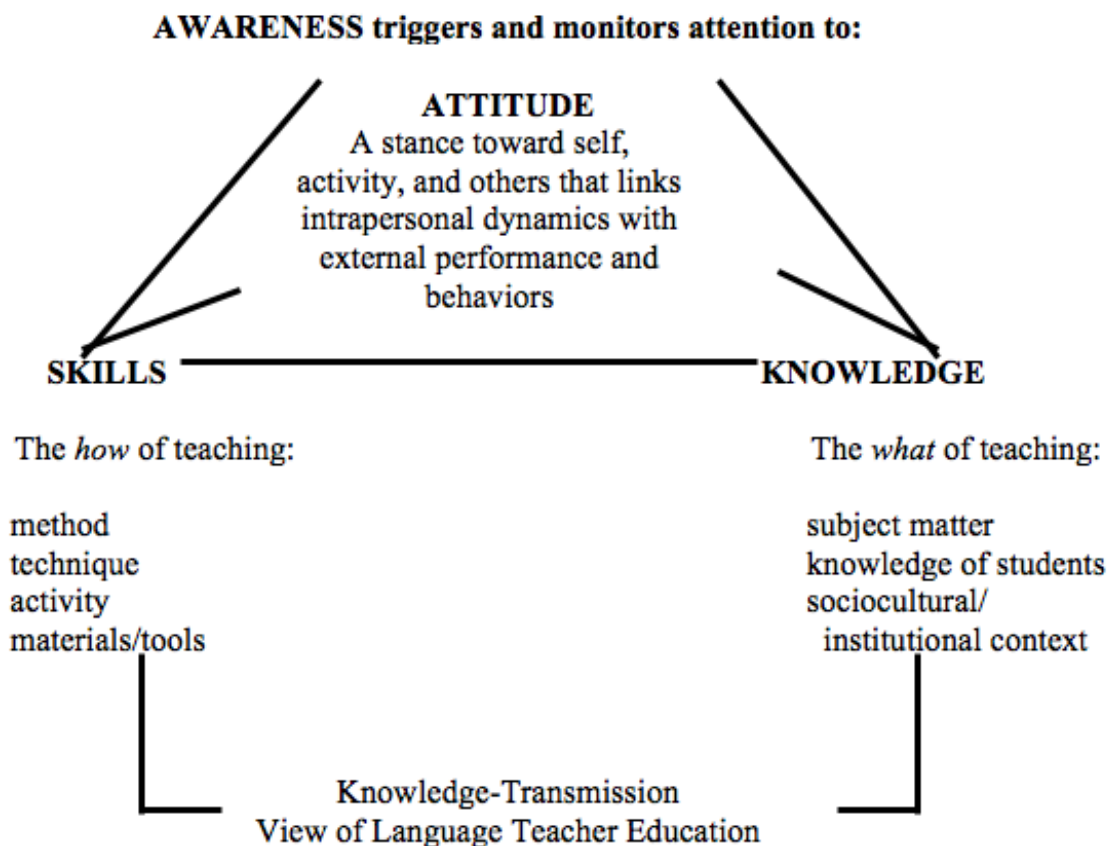 AWARENESS triggers and monitors attention to:
ATTITUDE
A stance toward self,
activity, and others that links
intrapersonal dynamics with
external performance and
behaviors
SKILLS
KNOWLEDGE
The how of teaching:
method
technique
activity
materials/tools
The what of teaching:
subject matter
knowledge of students
sociocultural/
institutional context
Knowledge-Transmission
View of Language Teacher Education